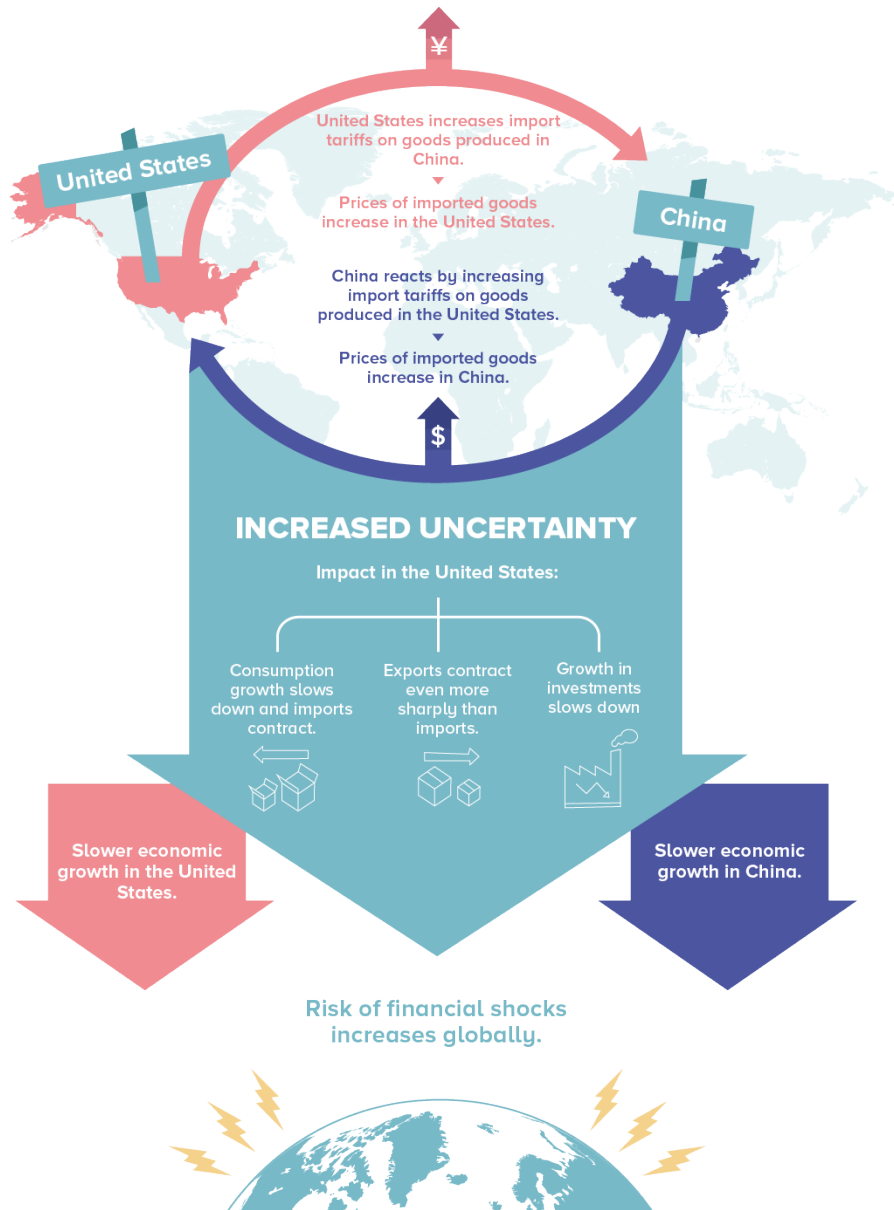 ¥
United States increases import
tariffs on goods produced in
China.
United States
Prices of imported goods
increase in the United States.
China
China reacts by increasing
import tariffs on goods
produced in the United States.
Prices of imported goods
increase in China.
$
INCREASED UNCERTAINTY
Impact in the United States:
Consumption
growth slows
down and imports
contract.
Exports contract
even more
sharply than
imports.
Growth in
investments
slows down
Slower economic
growth in the United
States.
Slower economic
growth in China.
Risk of financial shocks
increases globally.